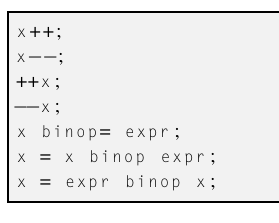 x++;
x--;
++x;
--x;
x binop= expr;
x = x binop expr;
x = expr binop x;